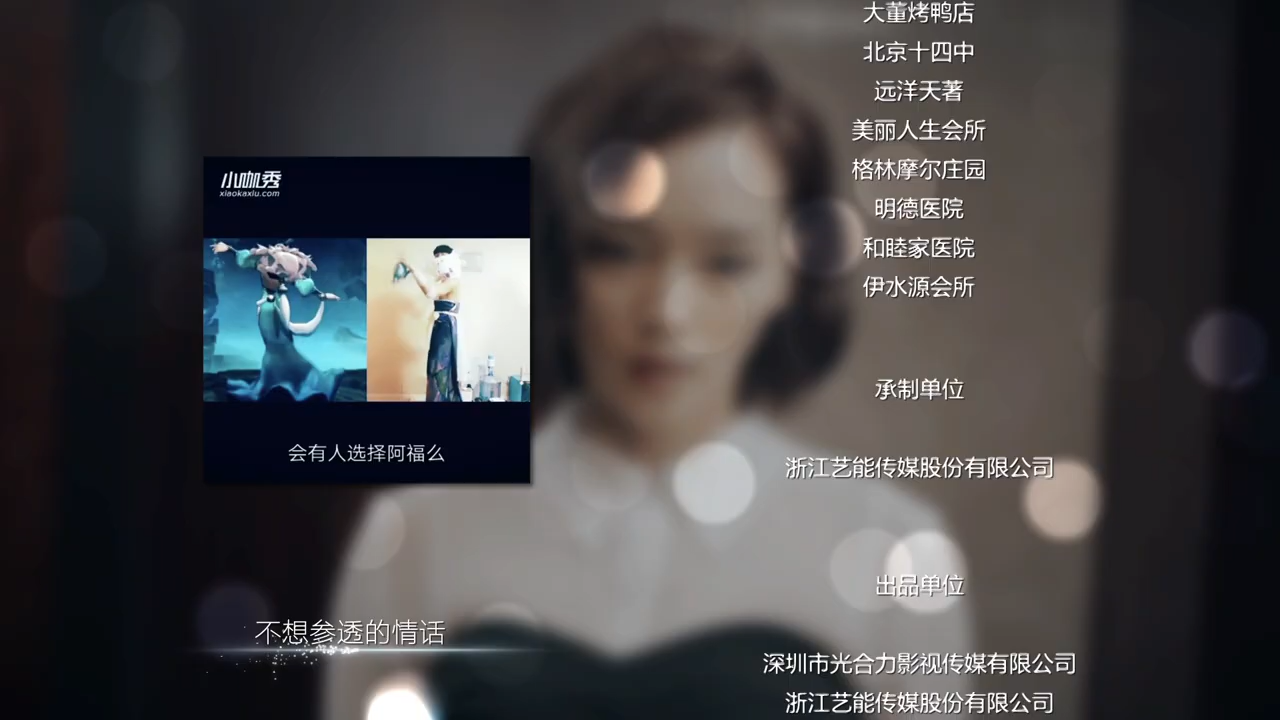 大董烤鸭店
北京十四中
远洋天著
美丽人生会所
格林摩尔庄园
明德医院
和睦家医院
伊水源会所
承制单位
浙江艺能传媒股份有限公司
出品单位
深圳市光合力影视传媒有限公司
浙江艺能传媒股份有限公司
小咖秀
xiaokaxiu.com
会有人选择阿福么
不想参透的情话